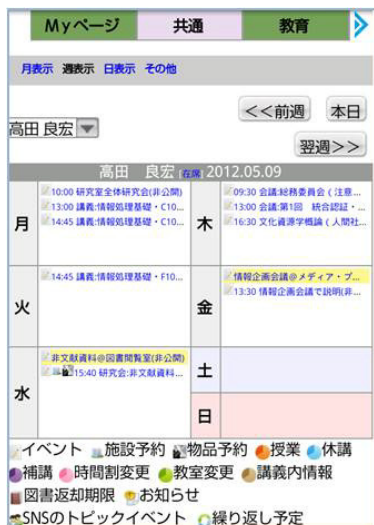 Myページ 共通 教育
月表示 週表示 日表示 その他
<<前週 本日
高田 良宏
翌週>>
高田 良宏 [在席] 2012.05.09
月
10:00 研究室全体研究会(非公開)
13:00 講義:情報処理基礎・C10...
14:45 講義:情報処理基礎・C10...
木
09:30 会議:総務委員会 ( 注意...
13:00 会議:第1回 統合認証・...
16:30 文化資源学概論 ( 人間社...
火
14:45 講義:情報処理基礎・F10...
金
情報企画会議@メディア・ブ...
13:30 情報企画会議で説明(非...
水
非文献資料@図書閲覧室(非公開)
15:40 研究会:非文献資料...
土
日
イベント 施設予約 物品予約 授業 休講
補講 時間割変更 教室変更 講義内情報
図書返却期限 お知らせ
SNSのトピックイベント 繰り返し予定